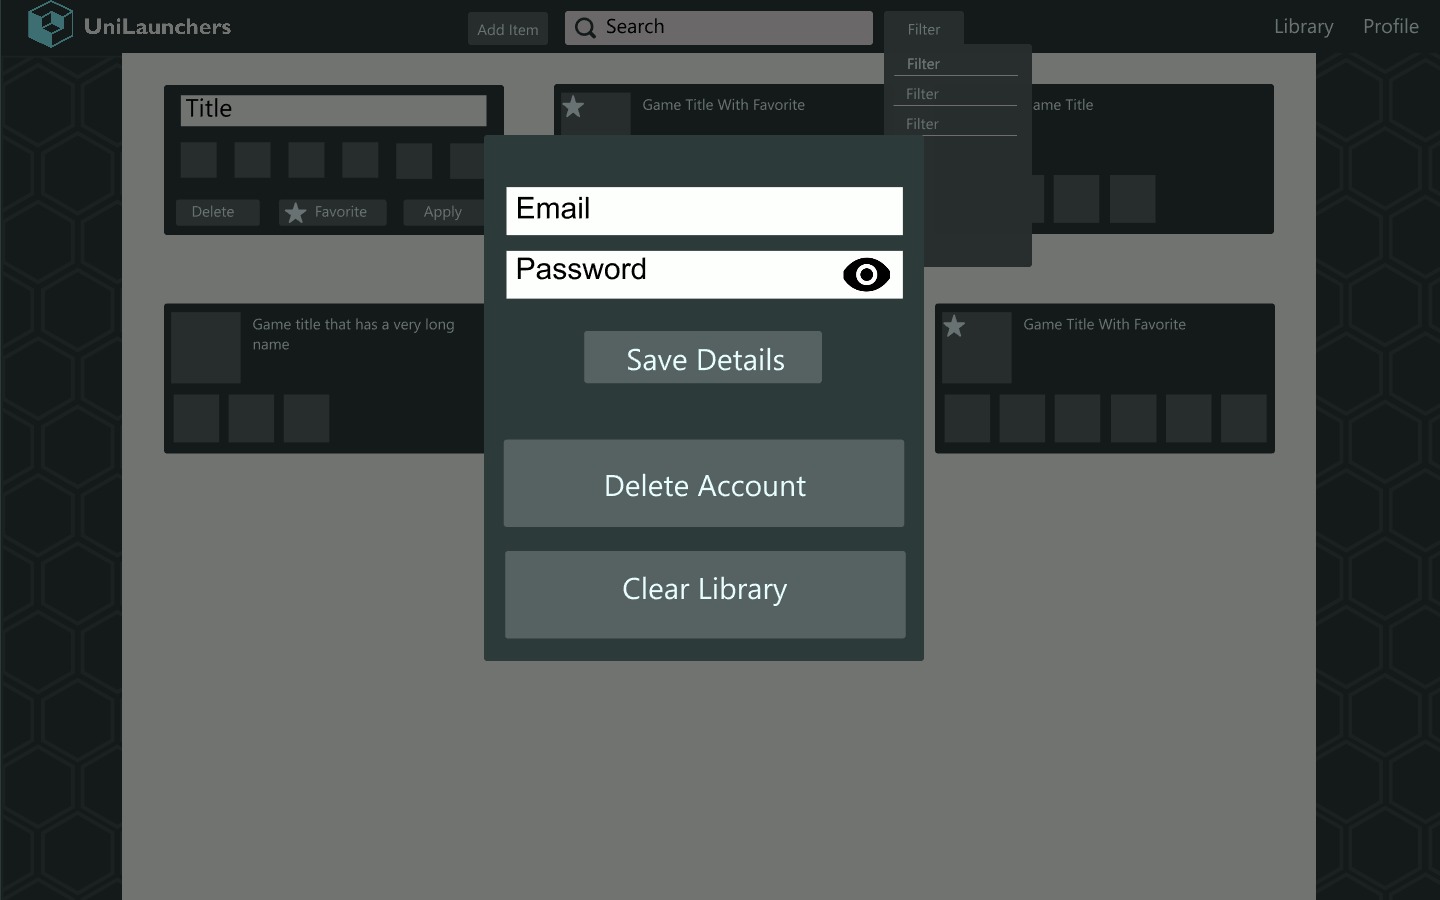 UniLaunchers
Add Item
Search
Filter
Library
Profile
Filter
Filter
Filter
Title
Delete
Favorite
Apply
Game Title With Favorite
ame Title
Email
Password
Save Details
Delete Account
Clear Library
Game title that has a very long
name
Game Title With Favorite